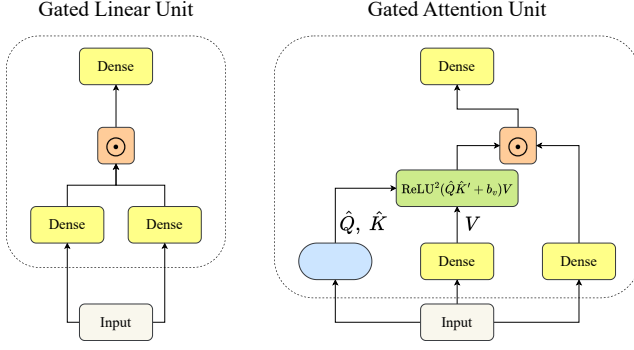 Gated Linear Unit
Dense
⊙
Dense Dense
Input
Gated Attention Unit
Dense
⊙
ReLU²(Q̂K̂′ + b_v)V
Q̂, K̂
V
Dense
Dense
Input